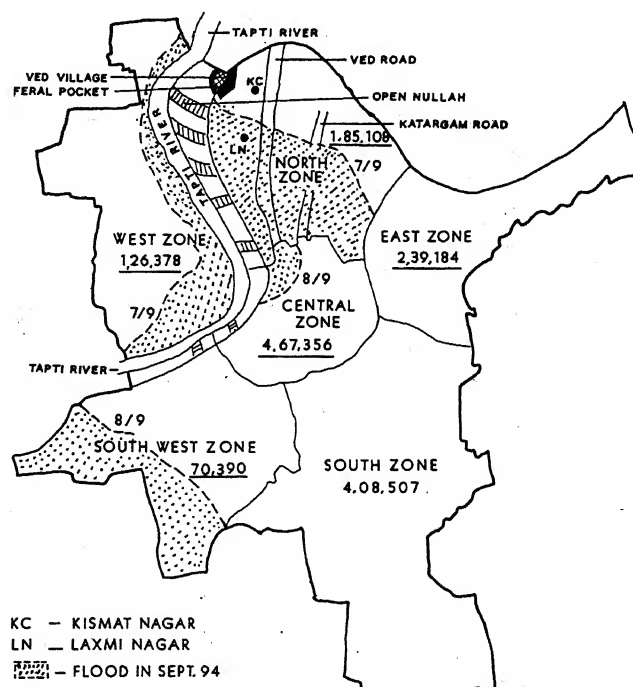 TAPTI RIVER
VED VILLAGE
VED ROAD
FERAL POCKET
KC
OPEN NULLAH
KATARGAM ROAD
1,85,108
LN
TAPTI RIVER
NORTH
ZONE
7/9
WEST ZONE
1,26,378
EAST ZONE
2,39,184
8/9
CENTRAL
ZONE
4,67,356
7/9
TAPTI RIVER
8/9
SOUTH WEST ZONE
70,390
SOUTH ZONE
4,08,507
KC – KISMAT NAGAR
LN – LAXMI NAGAR
– FLOOD IN SEPT. 94